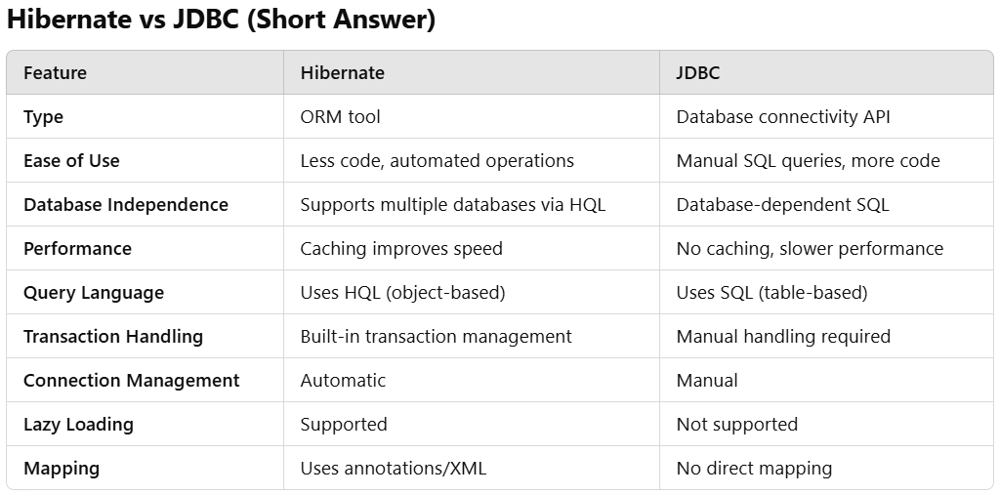 Hibernate vs JDBC (Short Answer)
Feature Hibernate JDBC
Type ORM tool Database connectivity API
Ease of Use Less code, automated operations Manual SQL queries, more code
Database Independence Supports multiple databases via HQL Database-dependent SQL
Performance Caching improves speed No caching, slower performance
Query Language Uses HQL (object-based) Uses SQL (table-based)
Transaction Handling Built-in transaction management Manual handling required
Connection Management Automatic Manual
Lazy Loading Supported Not supported
Mapping Uses annotations/XML No direct mapping